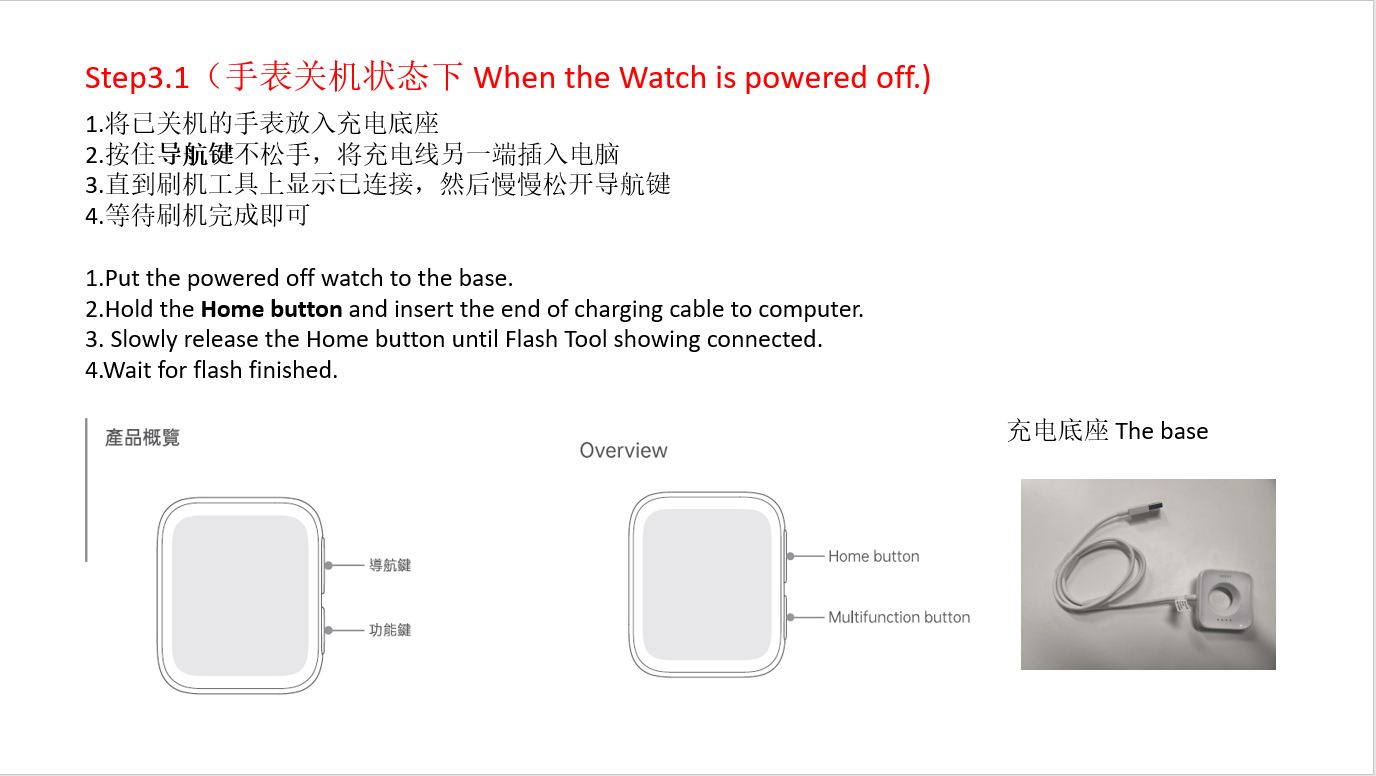 Step3.1（手表关机状态下 When the Watch is powered off.)
1.将已关机的手表放入充电底座
2.按住导航键不松手，将充电线另一端插入电脑
3.直到刷机工具上显示已连接，然后慢慢松开导航键
4.等待刷机完成即可
1.Put the powered off watch to the base.
2.Hold the Home button and insert the end of charging cable to computer.
3. Slowly release the Home button until Flash Tool showing connected.
4.Wait for flash finished.
產品概覽
導航鍵
功能鍵
Overview
Home button
Multifunction button
充电底座 The base